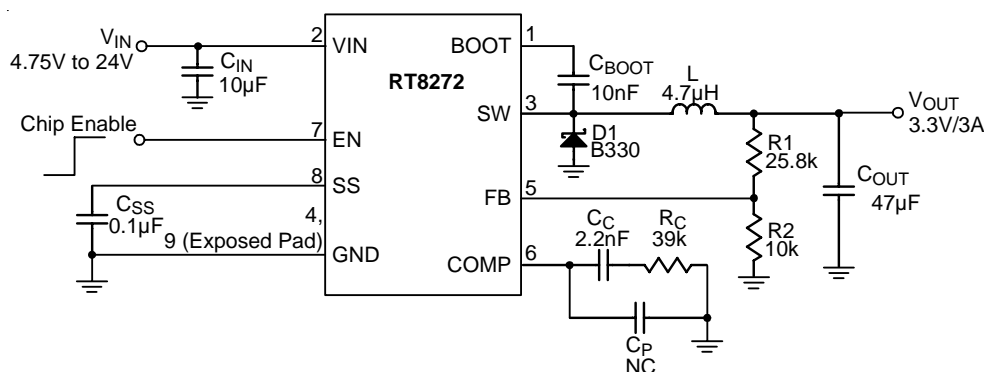 VIN
4.75V to 24V
CIN
10µF
2
VIN
RT8272
BOOT
1
CBOOT
10nF
L
4.7µH
SW
3
D1
B330
VOUT
3.3V/3A
R1
25.8k
COUT
47µF
Chip Enable
7
EN
8
SS
CSS
0.1µF
4,
9 (Exposed Pad)
GND
FB
5
R2
10k
COMP
6
CC
2.2nF
RC
39k
CP
NC